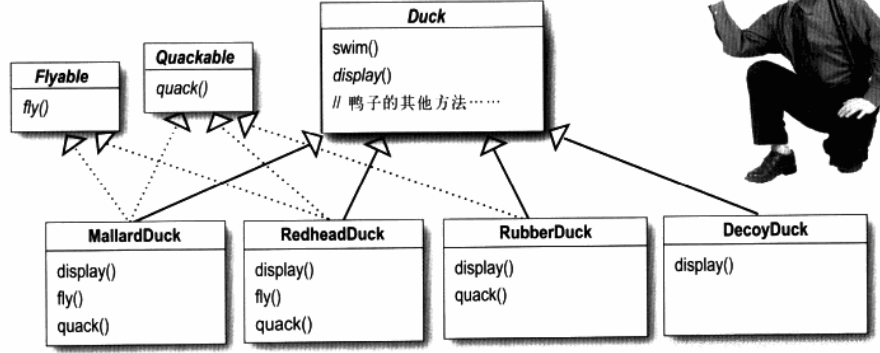 Duck
swim()
display()
// 鸭子的其他方法……
Quackable
quack()
Flyable
fly()
MallardDuck
display()
fly()
quack()
RedheadDuck
display()
fly()
quack()
RubberDuck
display()
quack()
DecoyDuck
display()